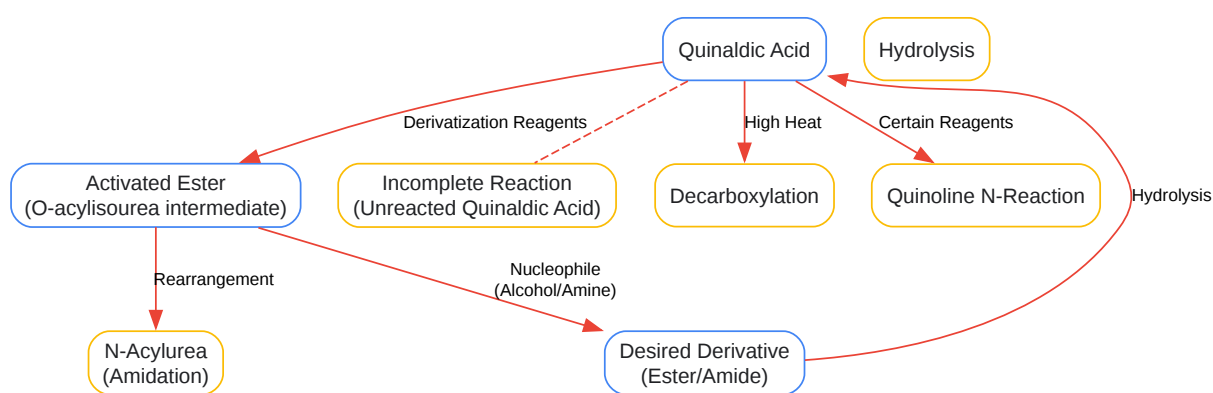 Quinaldic Acid
Hydrolysis
Derivatization Reagents
High Heat
Certain Reagents
Activated Ester
(O-acylisourea intermediate)
Incomplete Reaction
(Unreacted Quinaldic Acid)
Decarboxylation
Quinoline N-Reaction
Hydrolysis
Rearrangement
Nucleophile
(Alcohol/Amine)
N-Acylurea
(Amidation)
Desired Derivative
(Ester/Amide)